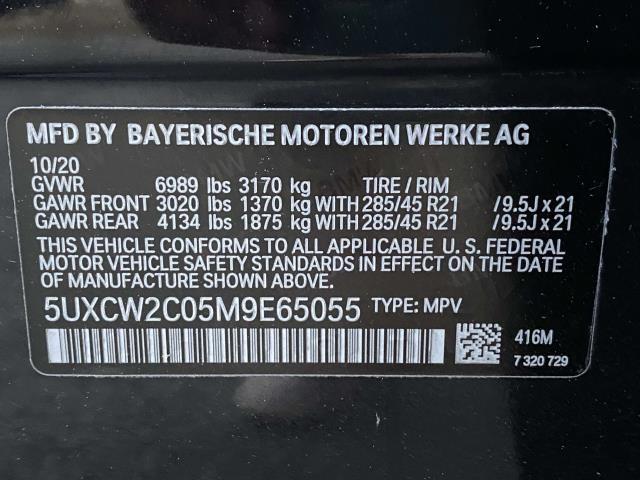 MFD BY BAYERISCHE MOTOREN WERKE AG
10/20
GVWR 6989 lbs 3170 kg TIRE / RIM
GAWR FRONT 3020 lbs 1370 kg WITH 285/45 R21 /9.5J x 21
GAWR REAR 4134 lbs 1875 kg WITH 285/45 R21 /9.5J x 21
THIS VEHICLE CONFORMS TO ALL APPLICABLE U. S. FEDERAL
MOTOR VEHICLE SAFETY STANDARDS IN EFFECT ON THE DATE
OF MANUFACTURE SHOWN ABOVE.
5UXCW2C05M9E65055 TYPE: MPV
416M
7 320 729